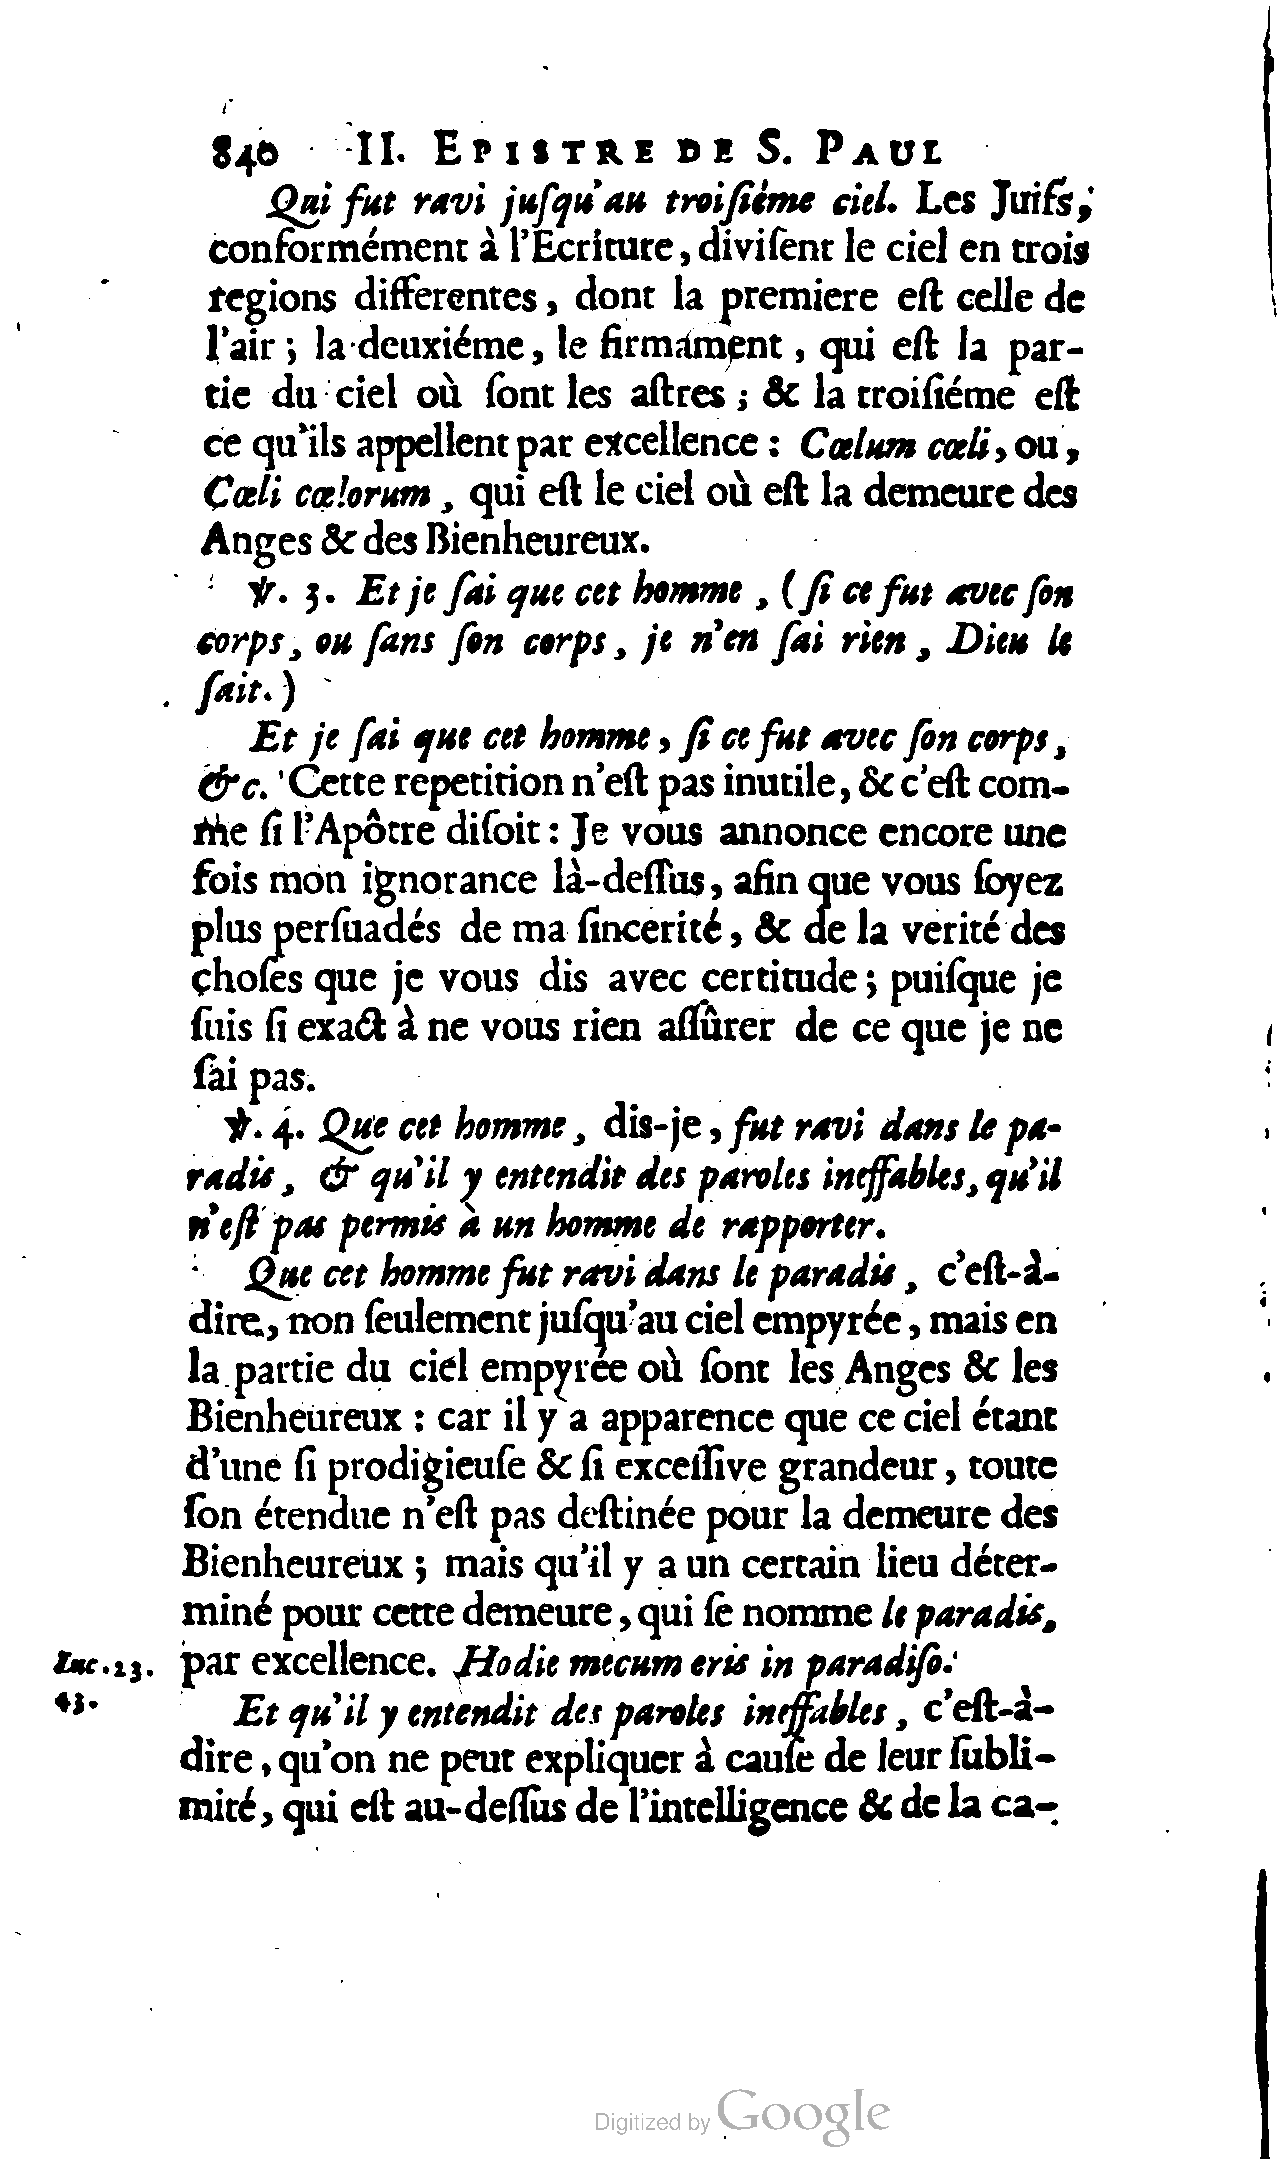 840 II. EPISTRE DE S. PAUL
Qui fut ravi juſqu'au troiſiéme ciel. Les Juifs,
conformément à l'Ecriture, diviſent le ciel en trois
regions differentes, dont la premiere eſt celle de
l'air ; la deuxiéme, le firmament, qui eſt la par-
tie du ciel où ſont les aſtres ; & la troiſiéme eſt
ce qu'ils appellent par excellence : Cœlum cœli, ou,
Cœli cœlorum, qui eſt le ciel où eſt la demeure des
Anges & des Bienheureux.
℣. 3. Et je ſai que cet homme, (ſi ce fut avec ſon
corps, ou ſans ſon corps, je n'en ſai rien, Dieu le
ſait.)
Et je ſai que cet homme, ſi ce fut avec ſon corps,
&c. Cette repetition n'eſt pas inutile, & c'eſt com-
me ſi l'Apôtre diſoit : Je vous annonce encore une
fois mon ignorance là-deſſus, afin que vous ſoyez
plus perſuadés de ma ſincerité, & de la verité des
choſes que je vous dis avec certitude ; puiſque je
ſuis ſi exact à ne vous rien aſſûrer de ce que je ne
ſai pas.
℣. 4. Que cet homme, dis-je, fut ravi dans le pa-
radis, & qu'il y entendit des paroles ineffables, qu'il
n'eſt pas permis à un homme de rapporter.
Que cet homme fut ravi dans le paradis, c'eſt-à-
dire, non ſeulement juſqu'au ciel empyrée, mais en
la partie du ciel empyrée où ſont les Anges & les
Bienheureux : car il y a apparence que ce ciel étant
d'une ſi prodigieuſe & ſi exceſſive grandeur, toute
ſon étendue n'eſt pas deſtinée pour la demeure des
Bienheureux ; mais qu'il y a un certain lieu déter-
miné pour cette demeure, qui ſe nomme le paradis,
Luc. 23. par excellence. Hodie mecum eris in paradiſo.
43. Et qu'il y entendit des paroles ineffables, c'eſt-à-
dire, qu'on ne peut expliquer à cauſe de leur ſubli-
mité, qui eſt au-deſſus de l'intelligence & de la ca-
Digitized by Google